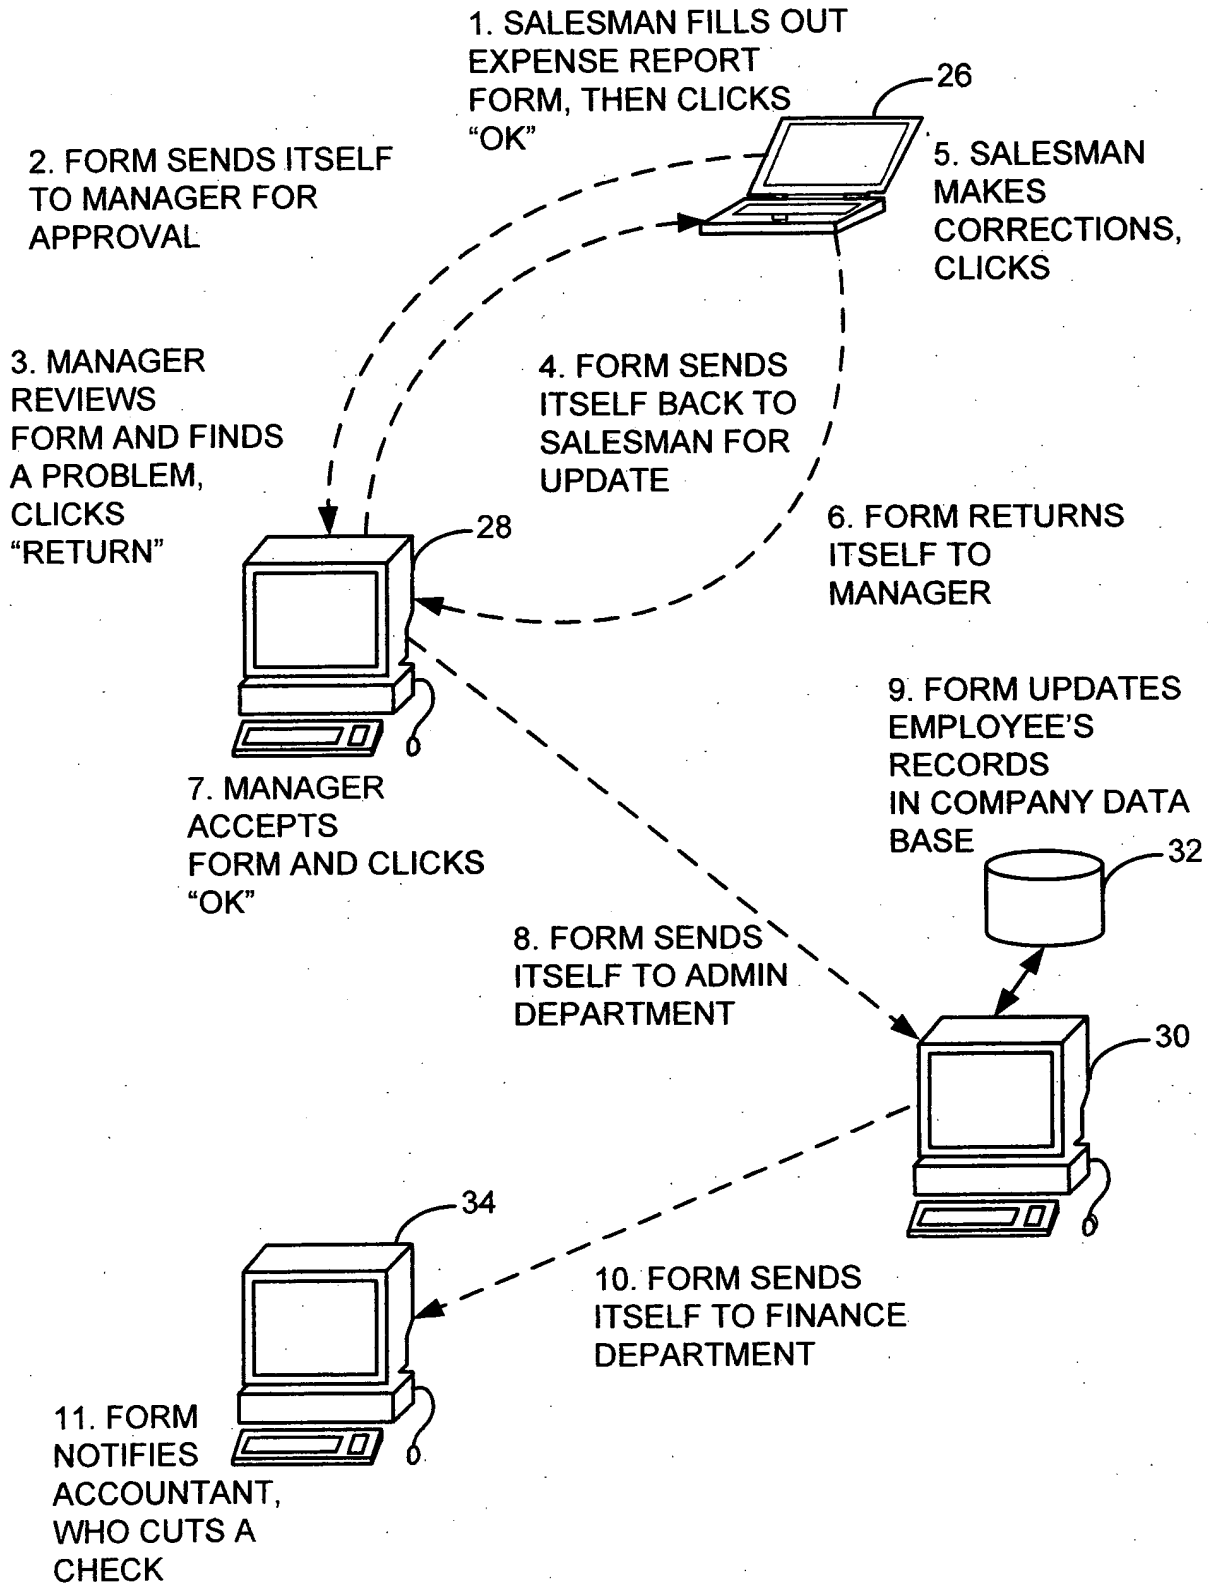 1. SALESMAN FILLS OUT
EXPENSE REPORT
FORM, THEN CLICKS
“OK”
26
2. FORM SENDS ITSELF
TO MANAGER FOR
APPROVAL
5. SALESMAN
MAKES
CORRECTIONS,
CLICKS
3. MANAGER
REVIEWS
FORM AND FINDS
A PROBLEM,
CLICKS
“RETURN”
4. FORM SENDS
ITSELF BACK TO
SALESMAN FOR
UPDATE
28
6. FORM RETURNS
ITSELF TO
MANAGER
7. MANAGER
ACCEPTS
FORM AND CLICKS
“OK”
9. FORM UPDATES
EMPLOYEE’S
RECORDS
IN COMPANY DATA
BASE
32
8. FORM SENDS
ITSELF TO ADMIN
DEPARTMENT
30
34
10. FORM SENDS
ITSELF TO FINANCE
DEPARTMENT
11. FORM
NOTIFIES
ACCOUNTANT,
WHO CUTS A
CHECK